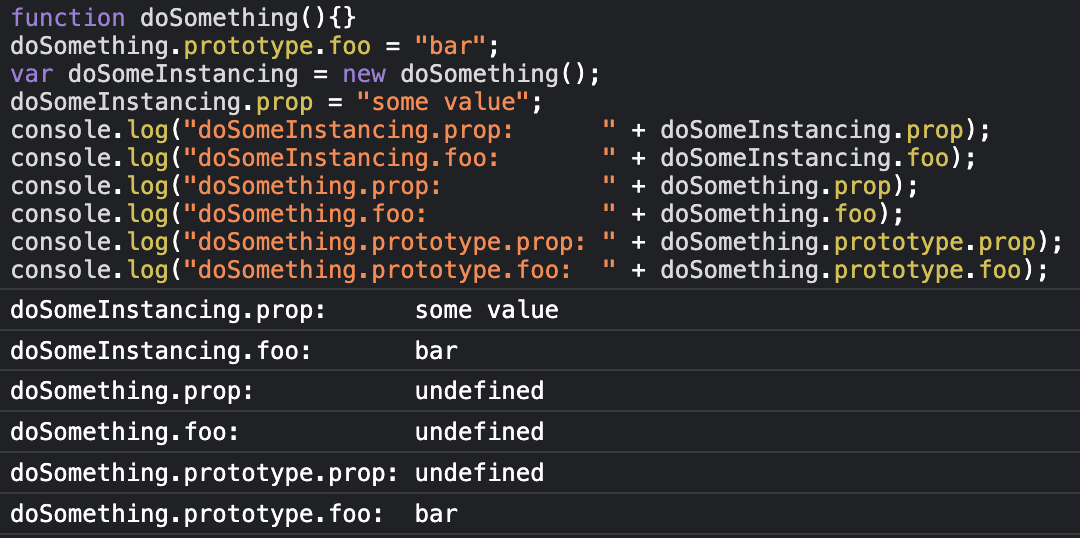 function doSomething(){}
doSomething.prototype.foo = "bar";
var doSomeInstancing = new doSomething();
doSomeInstancing.prop = "some value";
console.log("doSomeInstancing.prop:      " + doSomeInstancing.prop);
console.log("doSomeInstancing.foo:       " + doSomeInstancing.foo);
console.log("doSomething.prop:           " + doSomething.prop);
console.log("doSomething.foo:            " + doSomething.foo);
console.log("doSomething.prototype.prop: " + doSomething.prototype.prop);
console.log("doSomething.prototype.foo:  " + doSomething.prototype.foo);
doSomeInstancing.prop:      some value
doSomeInstancing.foo:       bar
doSomething.prop:           undefined
doSomething.foo:            undefined
doSomething.prototype.prop: undefined
doSomething.prototype.foo:  bar